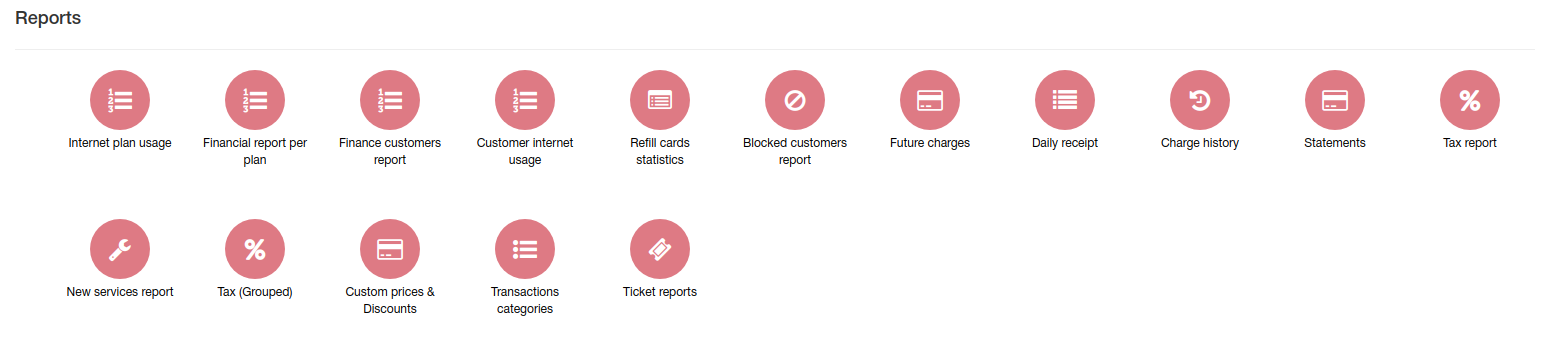 Reports
Internet plan usage
Financial report per
plan
Finance customers
report
Customer internet
usage
Refill cards
statistics
Blocked customers
report
Future charges
Daily receipt
Charge history
Statements
Tax report
New services report
Tax (Grouped)
Custom prices &
Discounts
Transactions
categories
Ticket reports